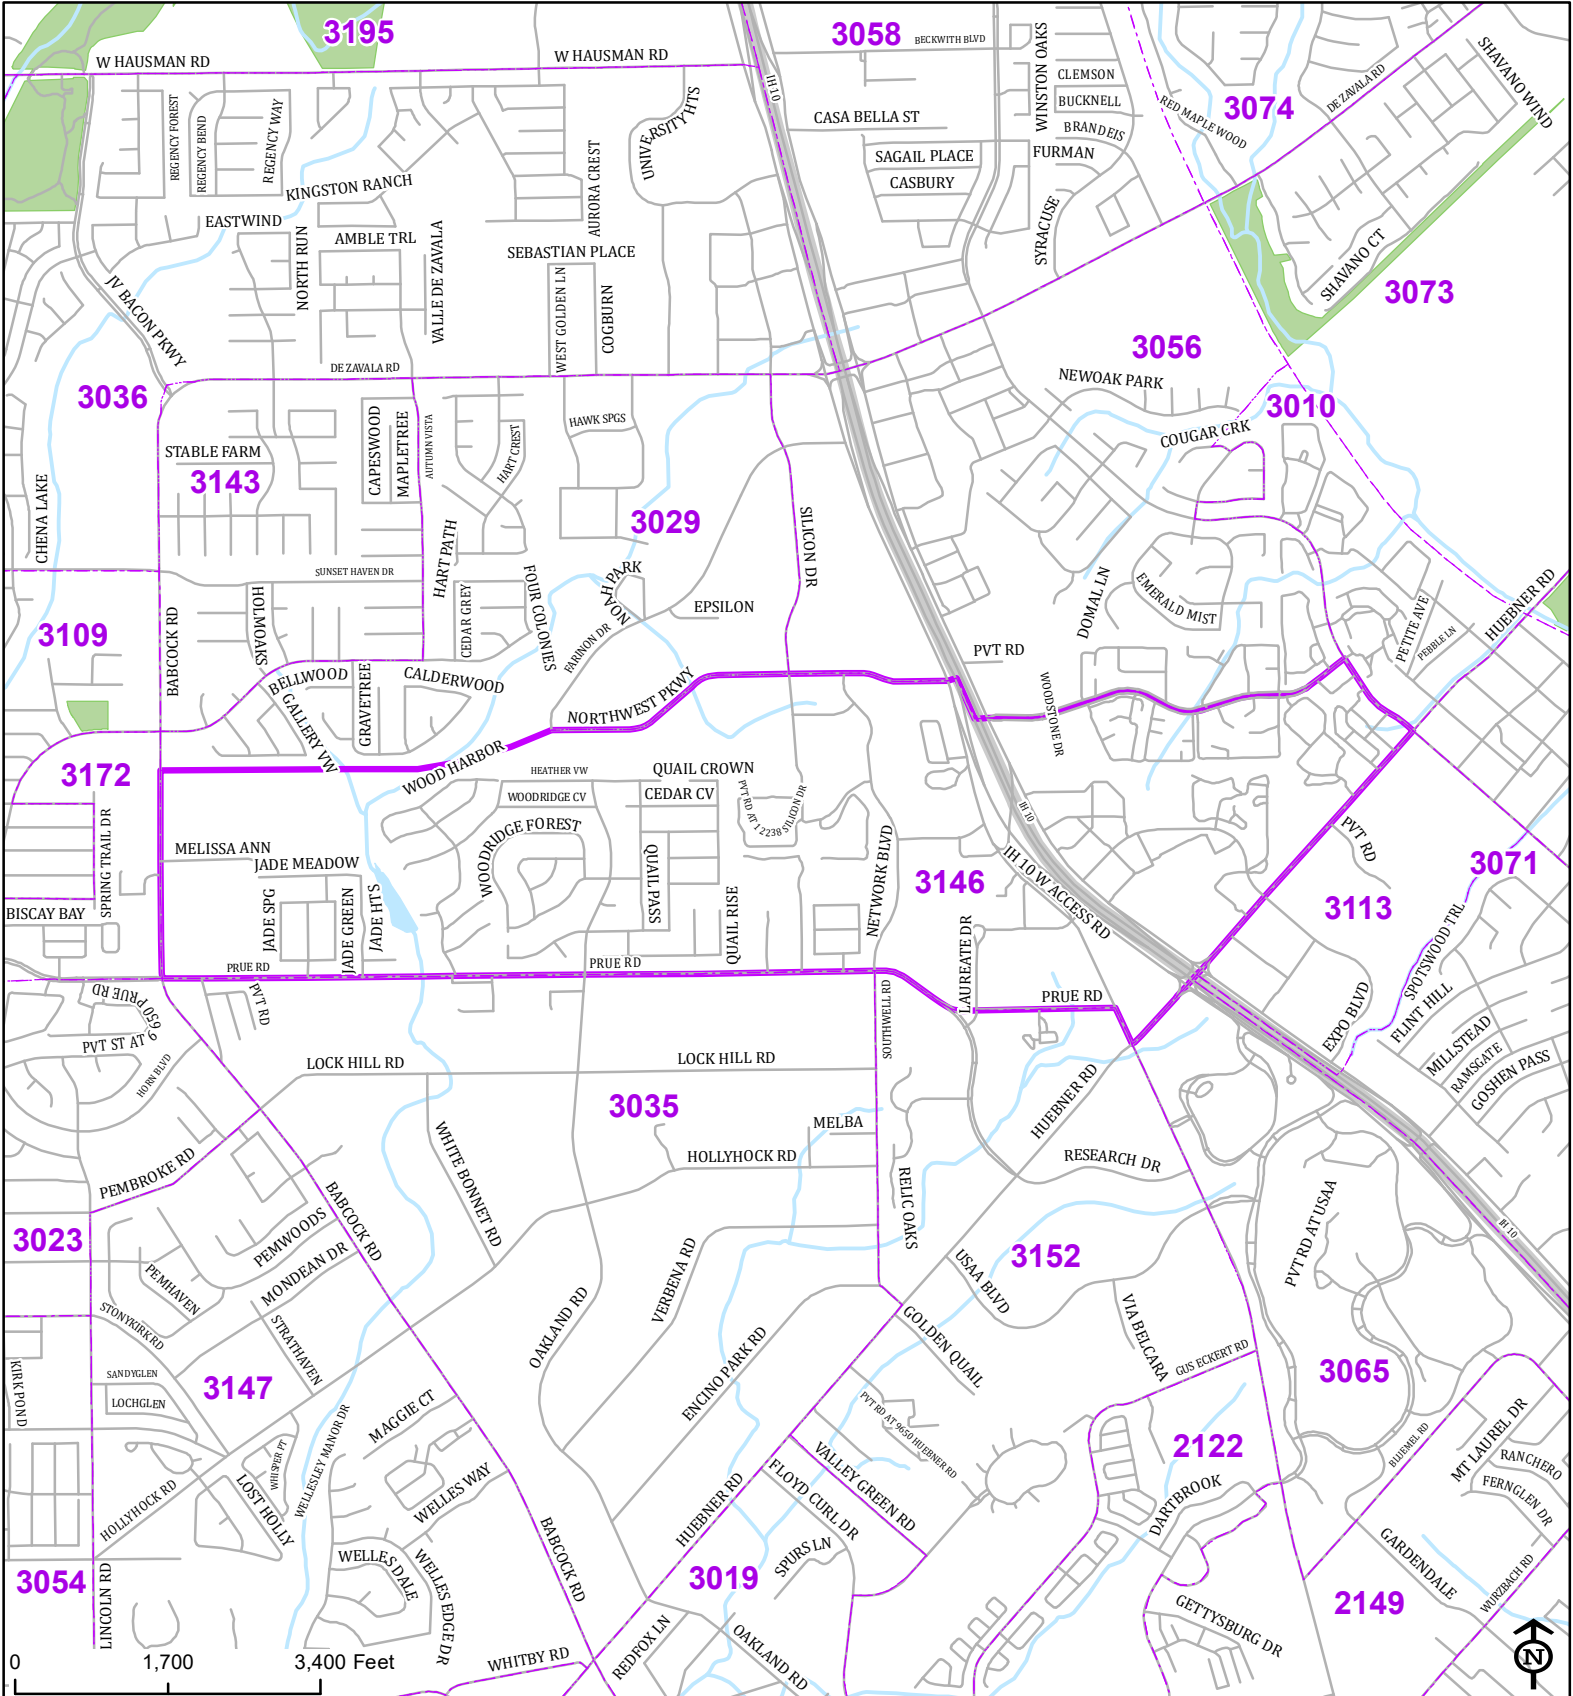 3195
3058
BECKWITH BLVD
WINSTON OAKS
SHAVANO WIND
W HAUSMAN RD
W HAUSMAN RD
IH 10
CLEMSON
BUCKNELL
BRANDEIS
FURMAN
RED MAPLE WOOD
3074
DE ZAVALA RD
REGENCY FOREST
REGENCY BEND
REGENCY WAY
UNIVERSITY HTS
CASA BELLA ST
SAGAIL PLACE
CASBURY
KINGSTON RANCH
AURORA CREST
SYRACUSE
EASTWIND
NORTH RUN
AMBLE TRL
VALLE DE ZAVALA
SEBASTIAN PLACE
WEST GOLDEN LN
COGBURN
SHAVANO CT
3073
JV BACON PKWY
3056
DE ZAVALA RD
3036
NEWOAK PARK
3010
COUGAR CRK
CAPESWOOD
MAPLETREE
AUTUMN VISTA
HAWK SPGS
HART CREST
STABLE FARM
3143
CHENA LAKE
3029
SILICON DR
HART PATH
SUNSET HAVEN DR
FOUR COLONIES
NOAH PARK
EPSILON
DOMAL LN
EMERALD MIST
PETITE AVE
PEBBLE LN
HUEBNER RD
3109
BABCOCK RD
HOLMOAKS
CEDAR GREY
FARINON DR
PVT RD
BELLWOOD
GRAVETREE
CALDERWOOD
GALLERY VW
NORTHWEST PKWY
WOODSTONE DR
WOOD HARBOR
3172
HEATHER VW
QUAIL CROWN
WOODRIDGE CV
CEDAR CV
PVT RD AT 12238 SILICON DR
IH 10
SPRING TRAIL DR
MELISSA ANN
JADE MEADOW
WOODRIDGE FOREST
QUAIL PASS
NETWORK BLVD
IH 10 W ACCESS RD
PVT RD
3071
3146
3113
BISCAY BAY
JADE SPG
JADE GREEN
JADE HTS
QUAIL RISE
LAUREATE DR
SPOTSWOOD TRL
PRUE RD
PRUE RD
PRUE RD
9650 PRUE RD
PVT ST AT
PVT RD
HORN BLVD
SOUTHWELL RD
EXPO BLVD
FLINT HILL
MILLSTEAD
RAMSGATE
GOSHEN PASS
LOCK HILL RD
LOCK HILL RD
3035
HUEBNER RD
MELBA
WHITE BONNET RD
HOLLYHOCK RD
RESEARCH DR
PEMBROKE RD
BABCOCK RD
RELIC OAKS
PVT RD AT USAA
IH 10
3023
PEMWOODS
MONDEAN DR
PEMHAVEN
VERBENA RD
USAA BLVD
3152
STONYKIRK RD
STRATHAVEN
OAKLAND RD
ENCINO PARK RD
GOLDEN QUAIL
VIA BELCARA
GUS ECKERT RD
3065
KIRK POND
SANDYGLEN
LOCHGLEN
3147
MAGGIE CT
WELLESLEY MANOR DR
PVT RD AT 9650 HUEBNER RD
2122
BLUEMEL RD
MT LAUREL DR
RANCHERO
FERNGLEN DR
WHISPER PT
LOST HOLLY
HOLLYHOCK RD
WELLES WAY
HUEBNER RD
VALLEY GREEN RD
FLOYD CURL DR
DARTBROOK
SPURS LN
GARDENDALE
WURZBACH RD
3054
LINCOLN RD
WELLES DALE
WELLES EDGE DR
BABCOCK RD
3019
2149
GETTYSBURG DR
WHITBY RD
REDFOX LN
OAKLAND RD
0 1,700 3,400 Feet
N